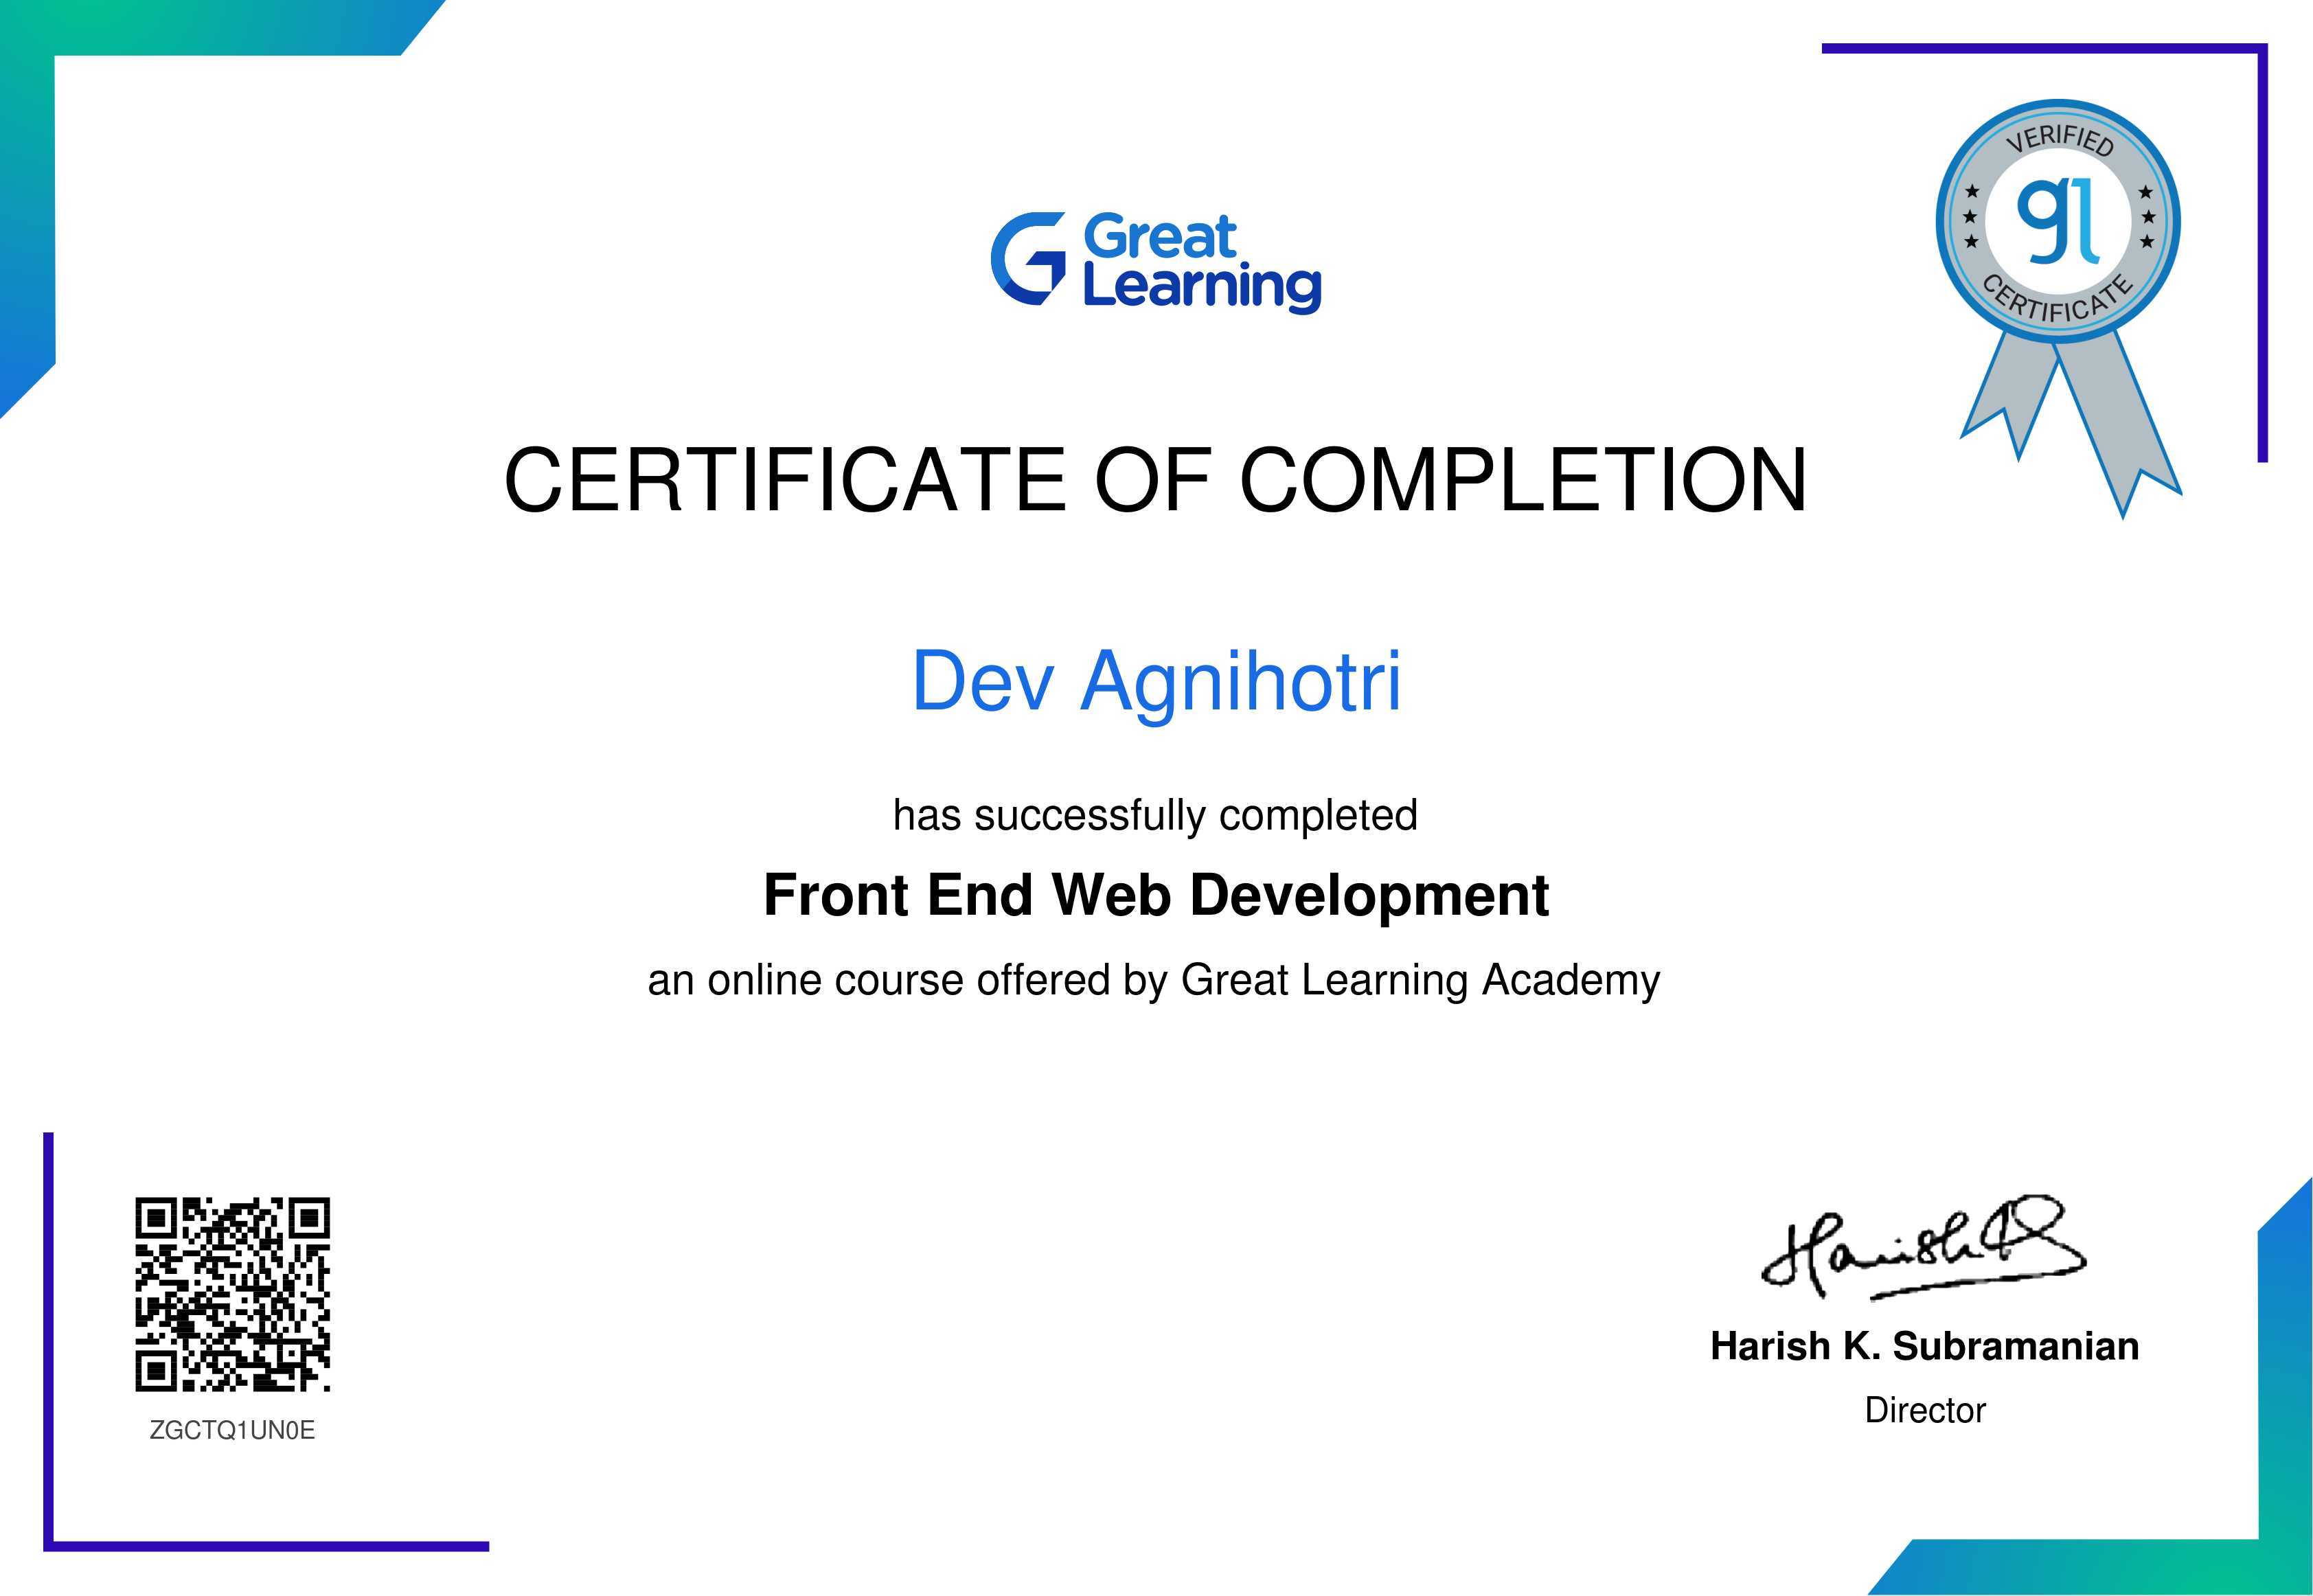 Great
Learning
VERIFIED
gl
CERTIFICATE
CERTIFICATE OF COMPLETION
Dev Agnihotri
has successfully completed
Front End Web Development
an online course offered by Great Learning Academy
Harish K. Subramanian
Director
ZGCTQ1UN0E